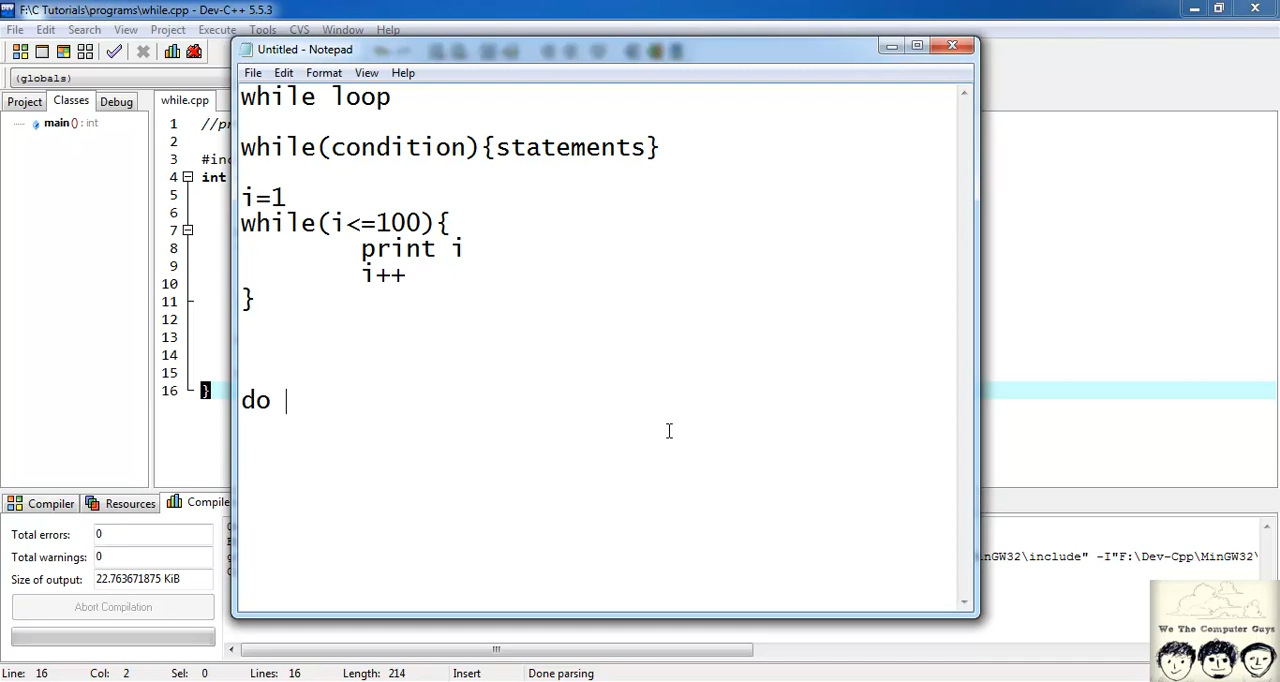 F:\C Tutorials\programs\while.cpp - Dev-C++ 5.5.3
File Edit Search View Project Execute Tools CVS Window Help
Untitled - Notepad
(globals)
File Edit Format View Help
Project Classes Debug
while.cpp
main () : int
1
2
3 #inc
4 int
5
6
7
8
9
10
11
12
13
14
15
16 }
while loop
while(condition){statements}
i=1
while(i<=100){
print i
i++
}
do
Compiler Resources Compile
Total errors: 0
Total warnings: 0
Size of output: 22.763671875 KiB
Abort Compilation
nGW32\include" -I"F:\Dev-Cpp\MinGW32\
We The Computer Guys
Line: 16 Col: 2 Sel: 0 Lines: 16 Length: 214 Insert Done parsing